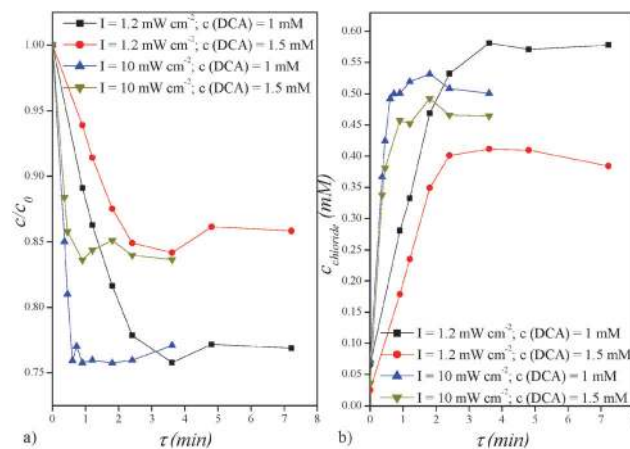 I = 1.2 mW cm⁻²; c (DCA) = 1 mM
I = 1.2 mW cm⁻²; c (DCA) = 1.5 mM
I = 10 mW cm⁻²; c (DCA) = 1 mM
I = 10 mW cm⁻²; c (DCA) = 1.5 mM
1.00
0.95
0.90
0.85
0.80
0.75
c/c₀
0 1 2 3 4 5 6 7 8
τ (min)
a)
0.65
0.60
0.55
0.50
0.45
0.40
0.35
0.30
0.25
0.20
0.15
0.10
0.05
0.00
c chloride (mM)
I = 1.2 mW cm⁻²; c (DCA) = 1 mM
I = 1.2 mW cm⁻²; c (DCA) = 1.5 mM
I = 10 mW cm⁻²; c (DCA) = 1 mM
I = 10 mW cm⁻²; c (DCA) = 1.5 mM
0 1 2 3 4 5 6 7
τ (min)
b)